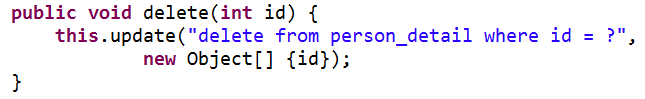 public void delete(int id) {
    this.update("delete from person_detail where id = ?",
            new Object[] {id});
}